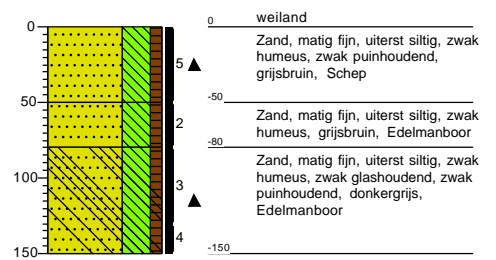 0
50
100
150
5
2
3
4
0 weiland
Zand, matig fijn, uiterst siltig, zwak
humeus, zwak puinhoudend,
grijsbruin, Schep
-50
Zand, matig fijn, uiterst siltig, zwak
humeus, grijsbruin, Edelmanboor
-80
Zand, matig fijn, uiterst siltig, zwak
humeus, zwak glashoudend, zwak
puinhoudend, donkergrijs,
Edelmanboor
-150